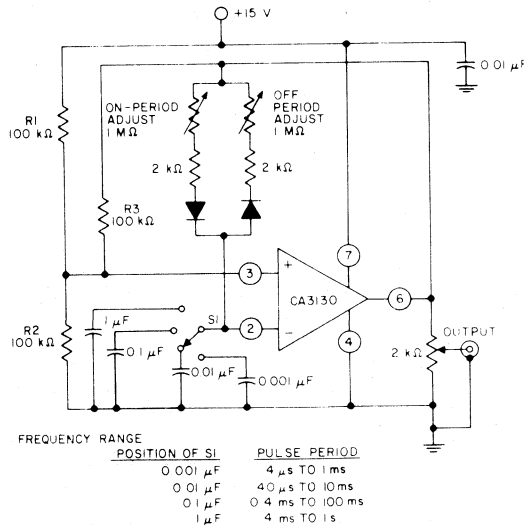 +15 V
0.01 µF
ON-PERIOD
ADJUST
1 MΩ
OFF
PERIOD
ADJUST
1 MΩ
R1
100 kΩ
2 kΩ
2 kΩ
R3
100 kΩ
7
3
+
CA3130
6
R2
100 kΩ
1 µF
S1
2
−
4
OUTPUT
0.1 µF
2 kΩ
0.01 µF
0.001 µF
FREQUENCY RANGE
POSITION OF S1 PULSE PERIOD
0.001 µF 4 µs TO 1 ms
0.01 µF 40 µs TO 10 ms
0.1 µF 0.4 ms TO 100 ms
1 µF 4 ms TO 1 s